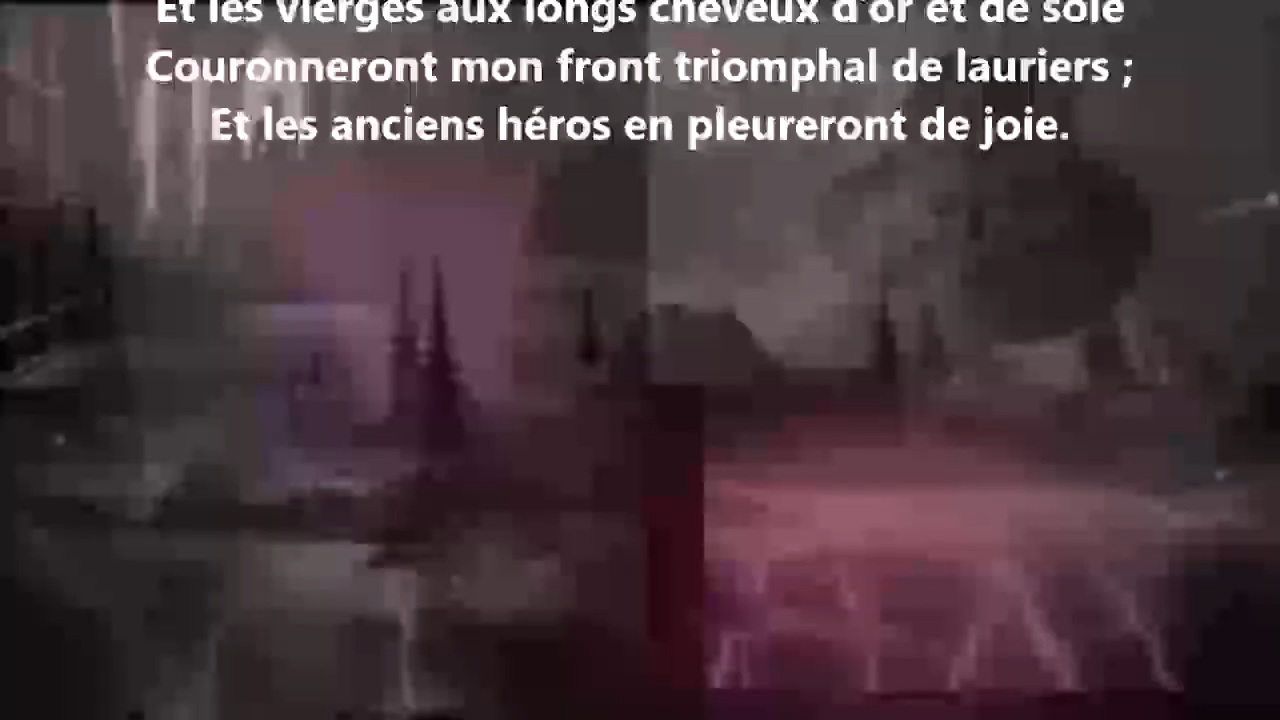 Et les vierges aux longs cheveux d'or et de soie
Couronneront mon front triomphal de lauriers ;
Et les anciens héros en pleureront de joie.